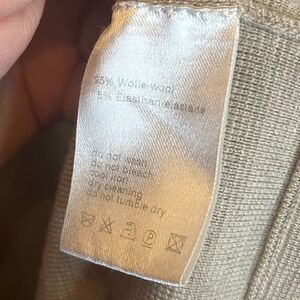 95% Wolle-wool
5% Elasthan-elastane
do not wash
do not bleach
cool iron
dry cleaning
do not tumble dry